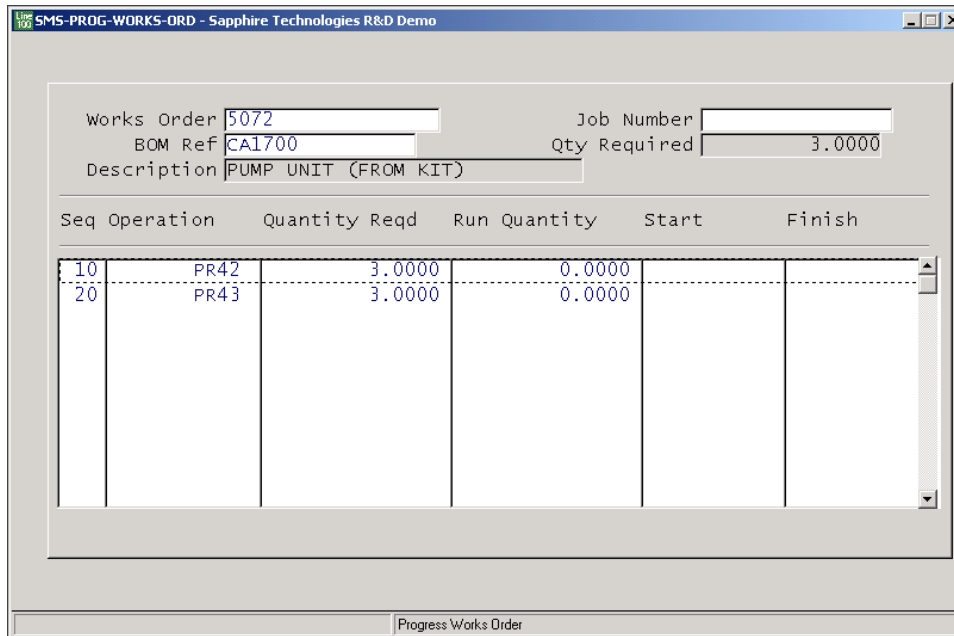 Line 100 SMS-PROG-WORKS-ORD - Sapphire Technologies R&D Demo
Works Order 5072 Job Number
BOM Ref CA1700 Qty Required 3.0000
Description PUMP UNIT (FROM KIT)
Seq Operation Quantity Reqd Run Quantity Start Finish
10 PR42 3.0000 0.0000
20 PR43 3.0000 0.0000
Progress Works Order